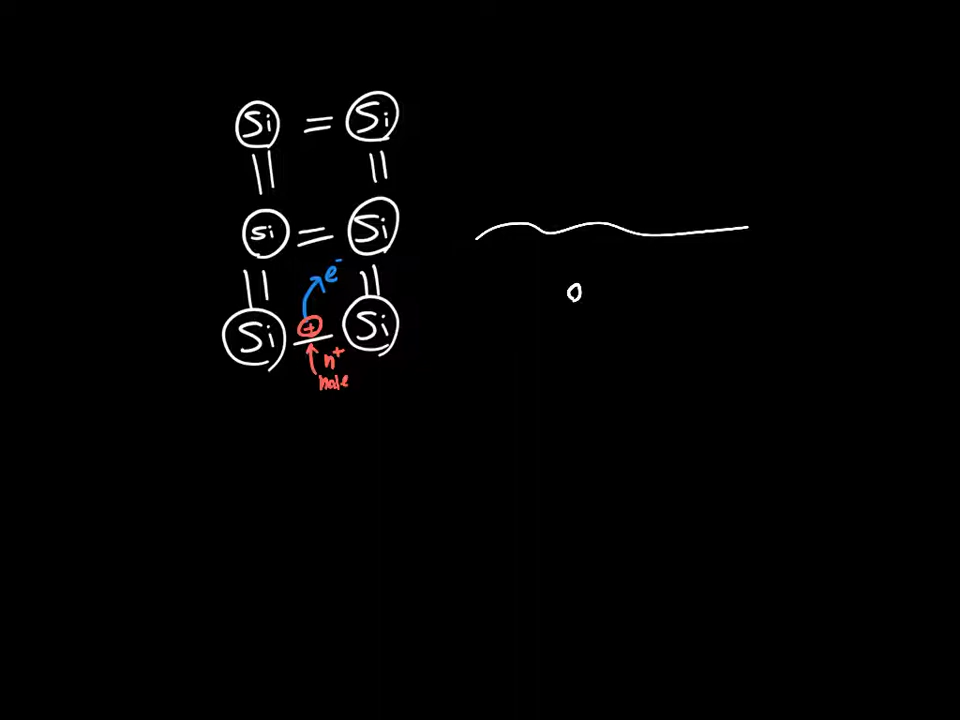 Si = Si
Si = Si
e⁻
Si + Si
n⁺
hole
o